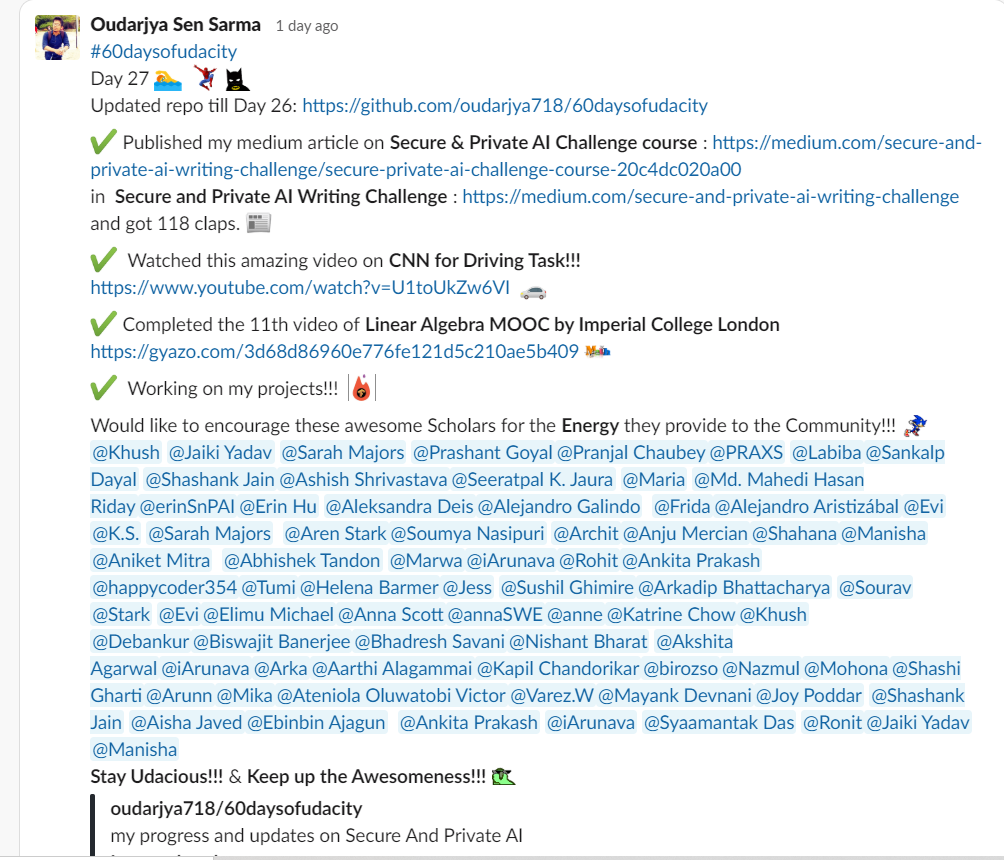 Oudarjya Sen Sarma 1 day ago
#60daysofudacity
Day 27
Updated repo till Day 26: https://github.com/oudarjya718/60daysofudacity
Published my medium article on Secure & Private AI Challenge course : https://medium.com/secure-and-
private-ai-writing-challenge/secure-private-ai-challenge-course-20c4dc020a00
in Secure and Private AI Writing Challenge : https://medium.com/secure-and-private-ai-writing-challenge
and got 118 claps.
Watched this amazing video on CNN for Driving Task!!!
https://www.youtube.com/watch?v=U1toUkZw6VI
Completed the 11th video of Linear Algebra MOOC by Imperial College London
https://gyazo.com/3d68d86960e776fe121d5c210ae5b409
Working on my projects!!!
Would like to encourage these awesome Scholars for the Energy they provide to the Community!!!
@Khush @Jaiki Yadav @Sarah Majors @Prashant Goyal @Pranjal Chaubey @PRAXS @Labiba @Sankalp
Dayal @Shashank Jain @Ashish Shrivastava @Seeratpal K. Jaura @Maria @Md. Mahedi Hasan
Riday @erinSnPAI @Erin Hu @Aleksandra Deis @Alejandro Galindo @Frida @Alejandro Aristizábal @Evi
@K.S. @Sarah Majors @Aren Stark @Soumya Nasipuri @Archit @Anju Mercian @Shahana @Manisha
@Aniket Mitra @Abhishek Tandon @Marwa @iArunava @Rohit @Ankita Prakash
@happycoder354 @Tumi @Helena Barmer @Jess @Sushil Ghimire @Arkadip Bhattacharya @Sourav
@Stark @Evi @Elimu Michael @Anna Scott @annaSWE @anne @Katrine Chow @Khush
@Debankur @Biswajit Banerjee @Bhadresh Savani @Nishant Bharat @Akshita
Agarwal @iArunava @Arka @Aarthi Alagammai @Kapil Chandorikar @birozso @Nazmul @Mohona @Shashi
Gharti @Arunn @Mika @Ateniola Oluwatobi Victor @Varez.W @Mayank Devnani @Joy Poddar @Shashank
Jain @Aisha Javed @Ebinbin Ajagun @Ankita Prakash @iArunava @Syaamantak Das @Ronit @Jaiki Yadav
@Manisha
Stay Udacious!!! & Keep up the Awesomeness!!!
oudarjya718/60daysofudacity
my progress and updates on Secure And Private AI